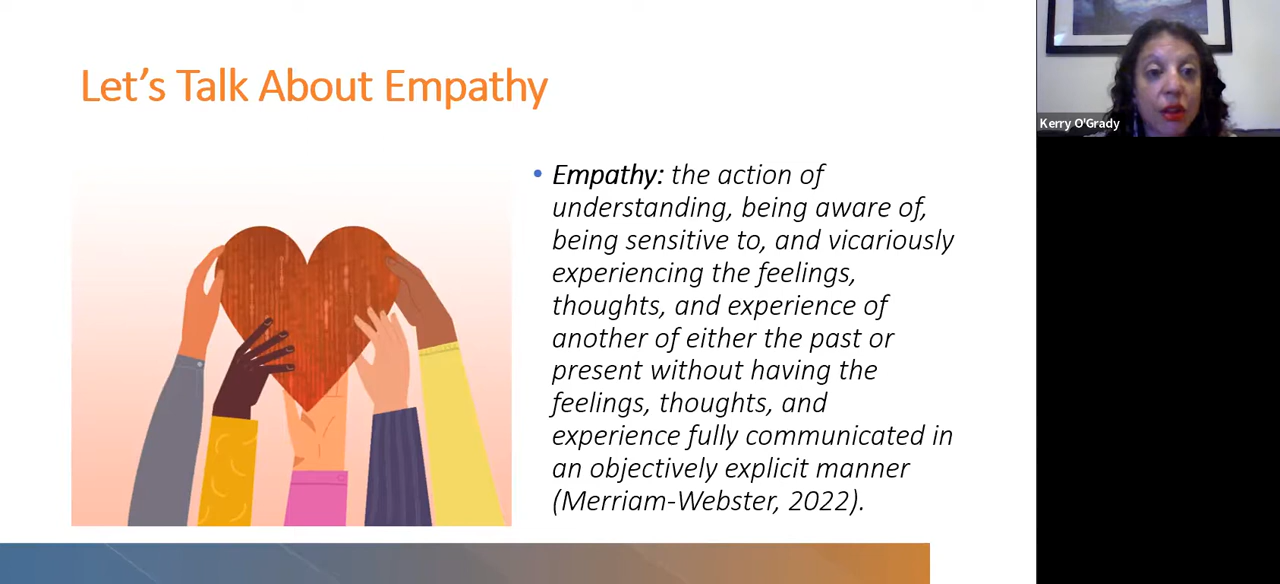 Let's Talk About Empathy
Kerry O'Grady
• Empathy: the action of
understanding, being aware of,
being sensitive to, and vicariously
experiencing the feelings,
thoughts, and experience of
another of either the past or
present without having the
feelings, thoughts, and
experience fully communicated in
an objectively explicit manner
(Merriam-Webster, 2022).